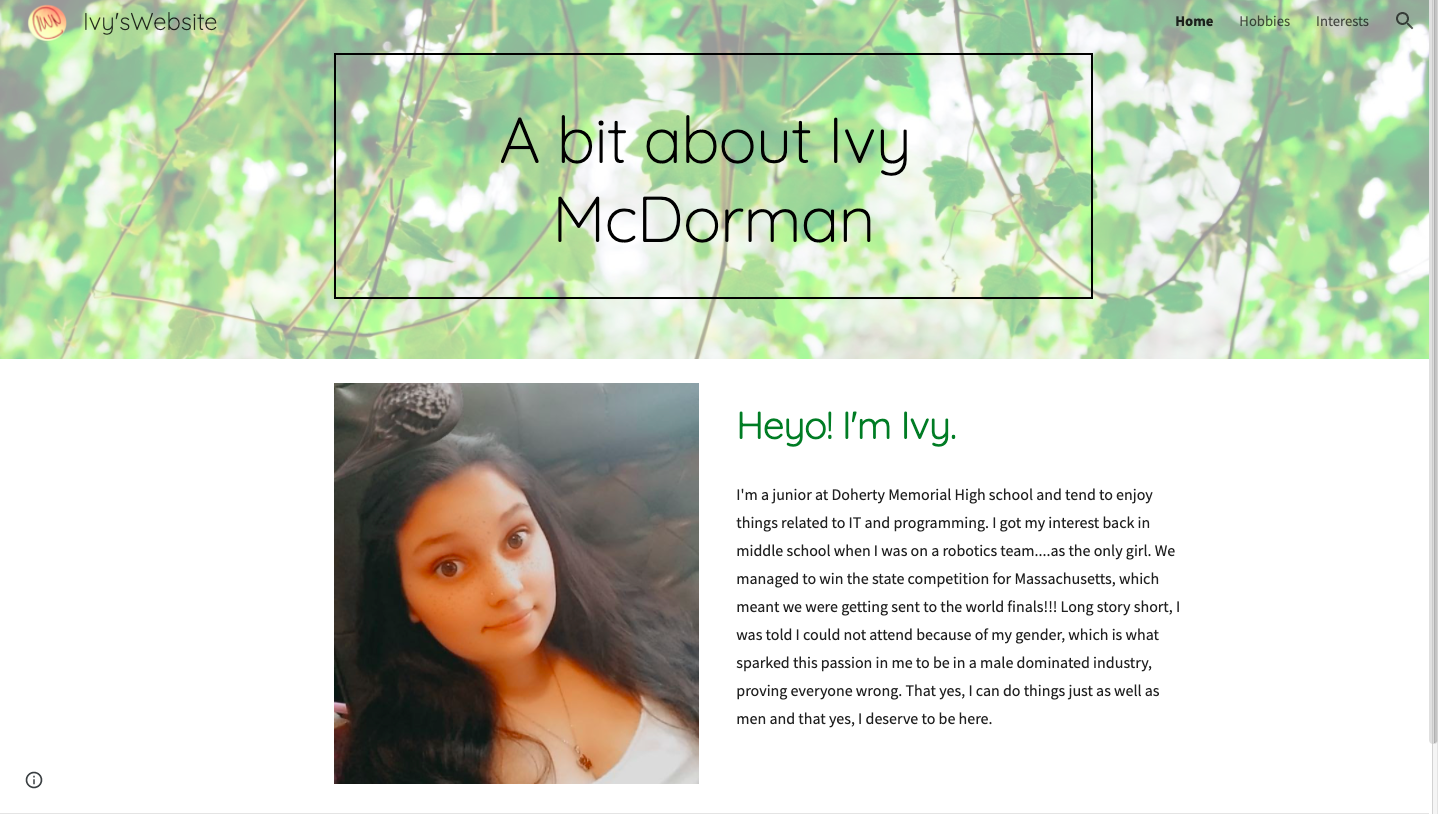 Ivy'sWebsite
Home Hobbies Interests
A bit about Ivy
McDorman
Heyo! I'm Ivy.
I'm a junior at Doherty Memorial High school and tend to enjoy
things related to IT and programming. I got my interest back in
middle school when I was on a robotics team....as the only girl. We
managed to win the state competition for Massachusetts, which
meant we were getting sent to the world finals!!! Long story short, I
was told I could not attend because of my gender, which is what
sparked this passion in me to be in a male dominated industry,
proving everyone wrong. That yes, I can do things just as well as
men and that yes, I deserve to be here.